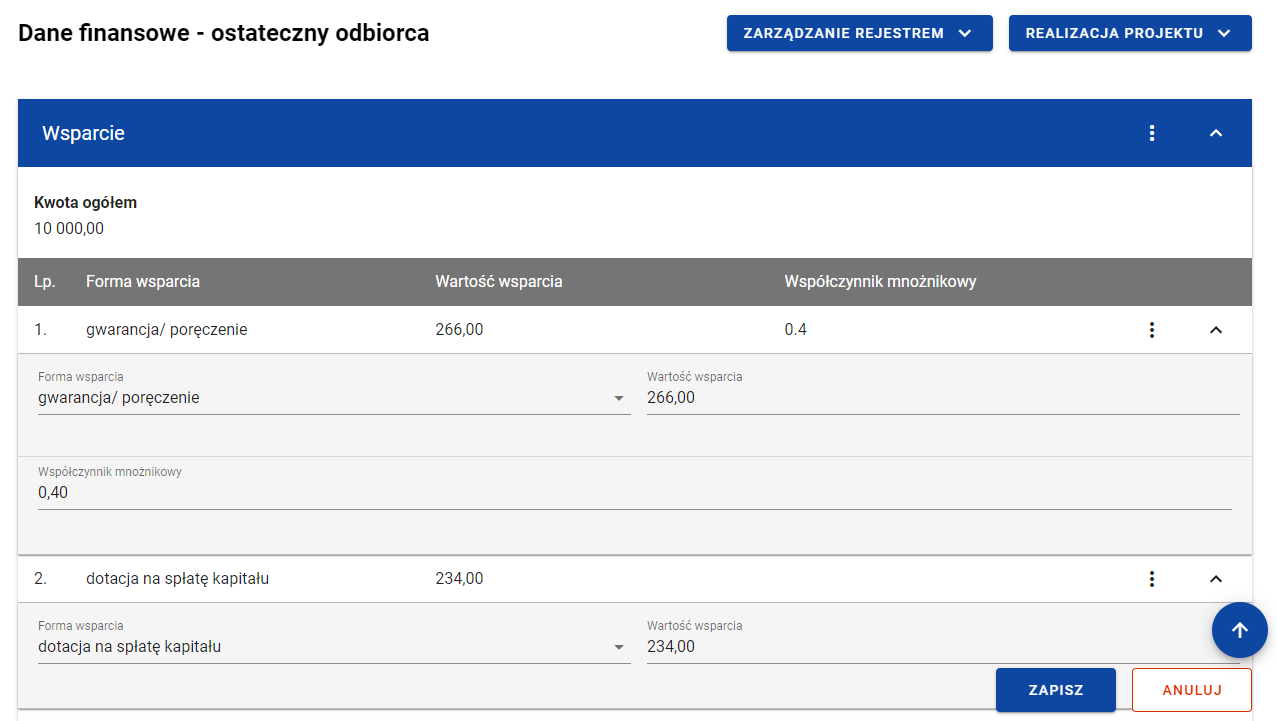 Dane finansowe - ostateczny odbiorca
ZARZĄDZANIE REJESTREM
REALIZACJA PROJEKTU
Wsparcie
Kwota ogółem
10 000,00
Lp. Forma wsparcia Wartość wsparcia Współczynnik mnożnikowy
1. gwarancja/ poręczenie 266,00 0.4
Forma wsparcia Wartość wsparcia
gwarancja/ poręczenie 266,00
Współczynnik mnożnikowy
0,40
2. dotacja na spłatę kapitału 234,00
Forma wsparcia Wartość wsparcia
dotacja na spłatę kapitału 234,00
ZAPISZ ANULUJ